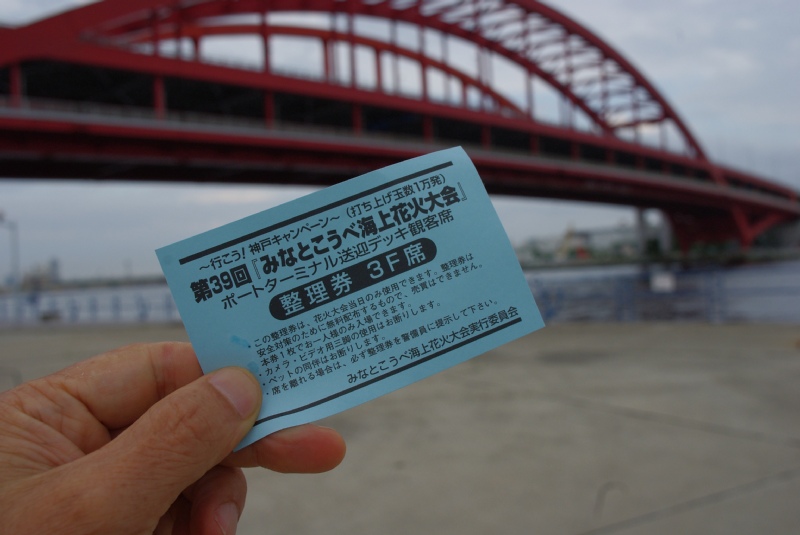 ～行こう！神戸キャンペーン～（打ち上げ玉数1万発）
第39回『みなとこうべ海上花火大会』
ポートターミナル送迎デッキ観客席
整理券 3F席
・この整理券は、花火大会当日のみ使用できます。整理券は
安全対策のために無料配布するもので、売買はできません。
・本券1枚でお一人様のみ入場できます。
・カメラ・ビデオ用三脚の使用はお断りします。
・ペットの同伴はお断りします。
・席を離れる場合は、必ず整理券を警備員に提示して下さい。
みなとこうべ海上花火大会実行委員会